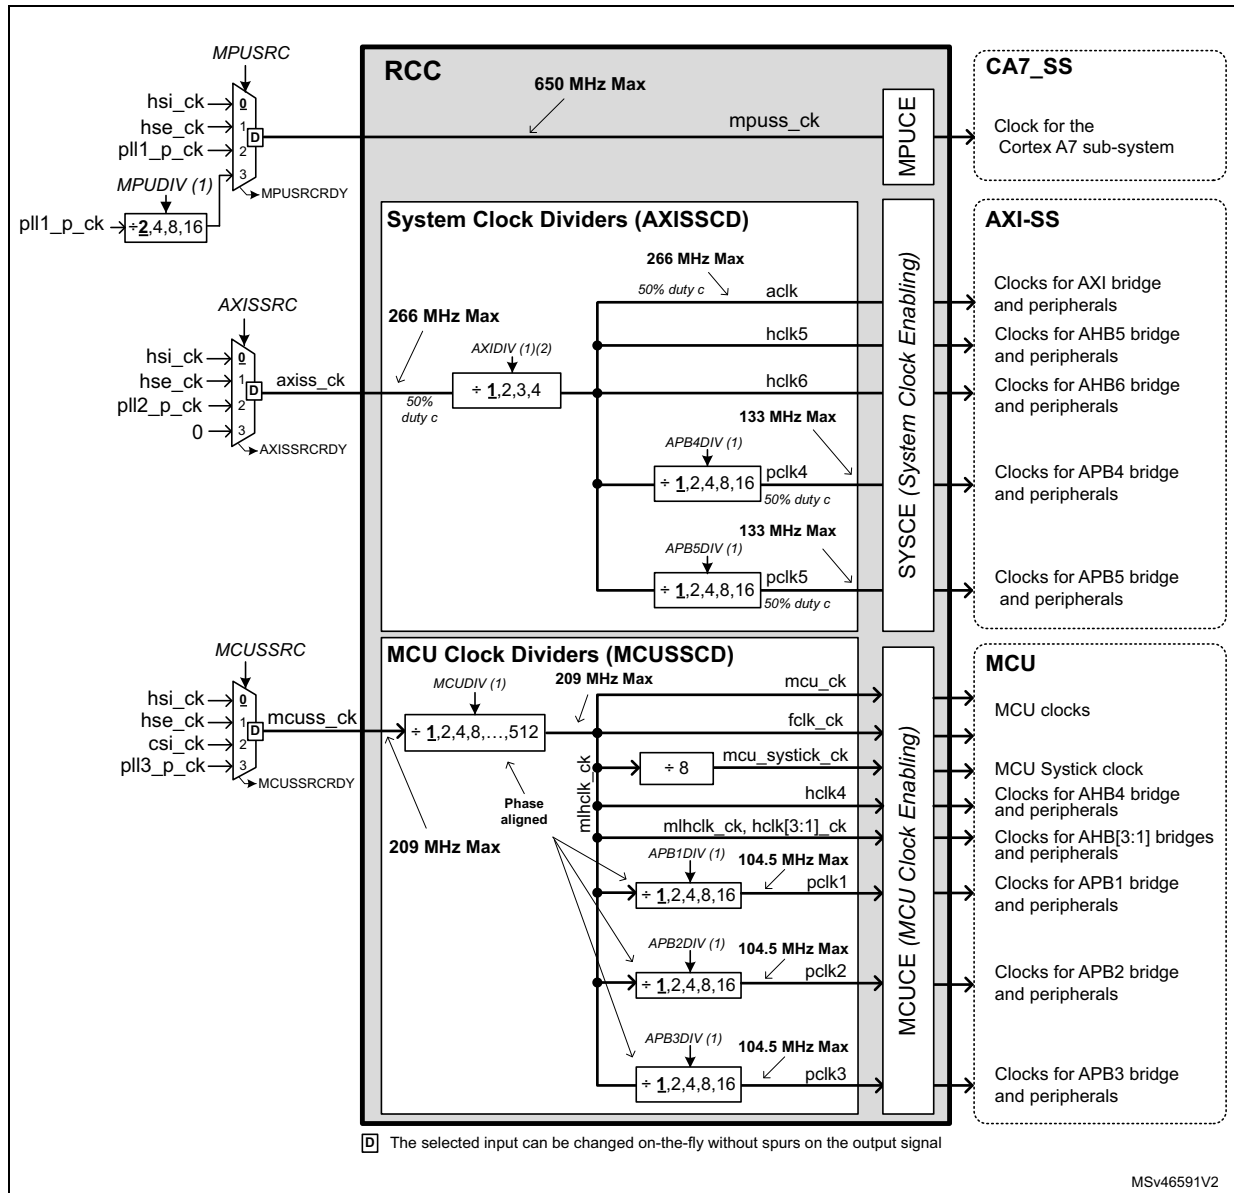 MPUSRC
hsi_ck
0
hse_ck
1
pll1_p_ck
2
D
3
MPUDIV (1)
MPUSRCRDY
pll1_p_ck
÷2,4,8,16
RCC
650 MHz Max
mpuss_ck
MPUCE
CA7_SS
Clock for the
Cortex A7 sub-system
System Clock Dividers (AXISSCD)
AXISSRC
hsi_ck
0
hse_ck
1
pll2_p_ck
2
0
3
D
axiss_ck
AXISSRCRDY
266 MHz Max
50%
duty c
AXIDIV (1)(2)
÷ 1,2,3,4
266 MHz Max
50% duty c
aclk
hclk5
hclk6
133 MHz Max
APB4DIV (1)
÷ 1,2,4,8,16
pclk4
50% duty c
133 MHz Max
APB5DIV (1)
÷ 1,2,4,8,16
pclk5
50% duty c
SYSCE (System Clock Enabling)
AXI-SS
Clocks for AXI bridge
and peripherals
Clocks for AHB5 bridge
and peripherals
Clocks for AHB6 bridge
and peripherals
Clocks for APB4 bridge
and peripherals
Clocks for APB5 bridge
and peripherals
MCU Clock Dividers (MCUSSCD)
MCUSSRC
hsi_ck
0
hse_ck
1
csi_ck
2
pll3_p_ck
3
D
mcuss_ck
MCUSSRCRDY
209 MHz Max
MCUDIV (1)
÷ 1,2,4,8,...,512
209 MHz Max
Phase
aligned
mlhclk_ck
mcu_ck
fclk_ck
÷ 8
mcu_systick_ck
hclk4
mlhclk_ck, hclk[3:1]_ck
APB1DIV (1)
104.5 MHz Max
÷ 1,2,4,8,16
pclk1
APB2DIV (1)
104.5 MHz Max
÷ 1,2,4,8,16
pclk2
APB3DIV (1)
104.5 MHz Max
÷ 1,2,4,8,16
pclk3
MCUCE (MCU Clock Enabling)
MCU
MCU clocks
MCU Systick clock
Clocks for AHB4 bridge
and peripherals
Clocks for AHB[3:1] bridges
and peripherals
Clocks for APB1 bridge
and peripherals
Clocks for APB2 bridge
and peripherals
Clocks for APB3 bridge
and peripherals
D The selected input can be changed on-the-fly without spurs on the output signal
MSv46591V2